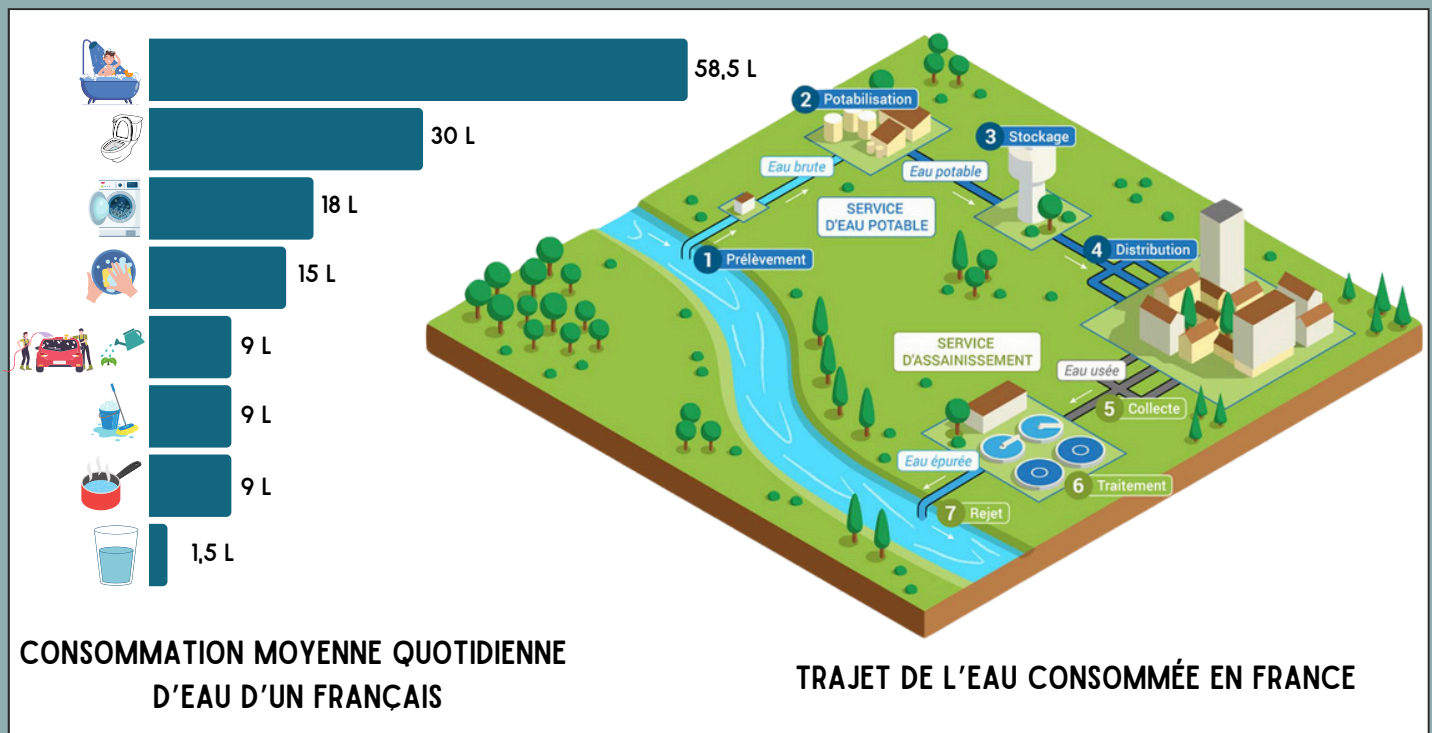 58,5 L
30 L
18 L
15 L
9 L
9 L
9 L
1,5 L
CONSOMMATION MOYENNE QUOTIDIENNE
D'EAU D'UN FRANÇAIS
2 Potabilisation
3 Stockage
Eau brute
Eau potable
SERVICE
D'EAU POTABLE
4 Distribution
1 Prélèvement
SERVICE
D'ASSAINISSEMENT
Eau usée
5 Collecte
Eau épurée
6 Traitement
7 Rejet
TRAJET DE L'EAU CONSOMMÉE EN FRANCE